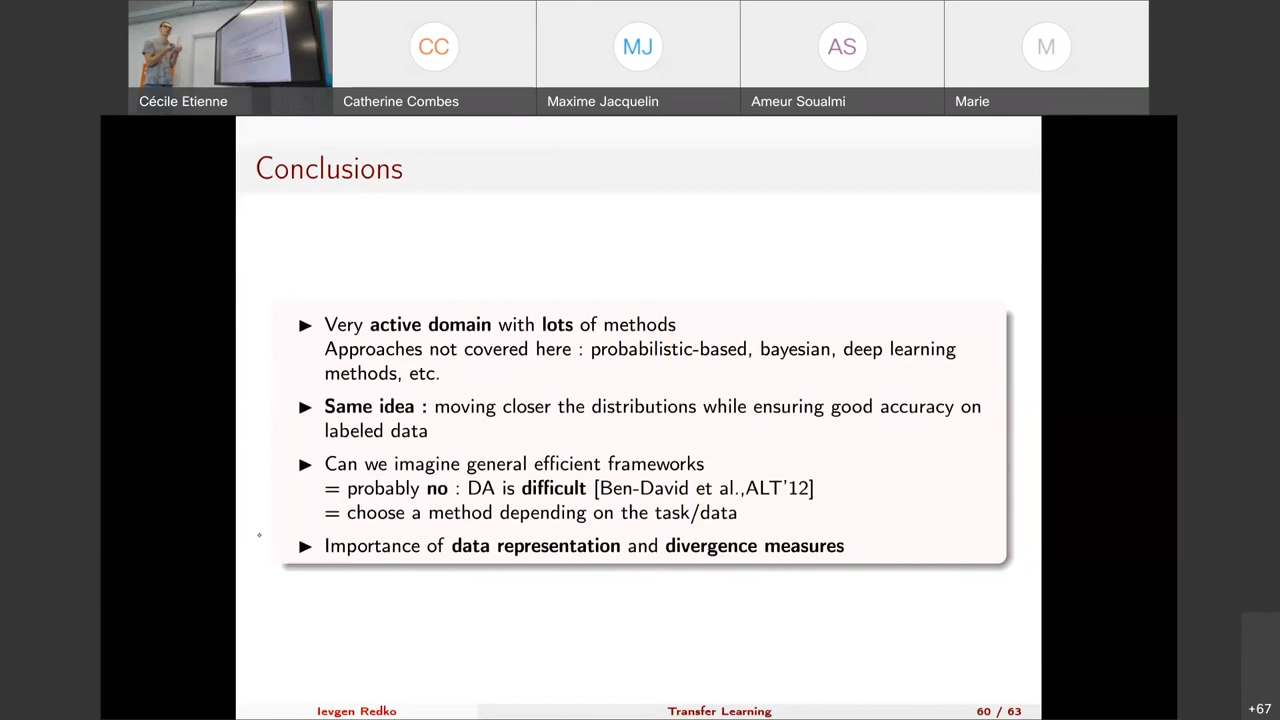 CC
MJ
AS
M
Cécile Etienne
Catherine Combes
Maxime Jacquelin
Ameur Soualmi
Marie
Conclusions
▶ Very active domain with lots of methods
Approaches not covered here : probabilistic-based, bayesian, deep learning
methods, etc.
▶ Same idea : moving closer the distributions while ensuring good accuracy on
labeled data
▶ Can we imagine general efficient frameworks
= probably no : DA is difficult [Ben-David et al.,ALT'12]
= choose a method depending on the task/data
▶ Importance of data representation and divergence measures
Ievgen Redko
Transfer Learning
60 / 63
+67